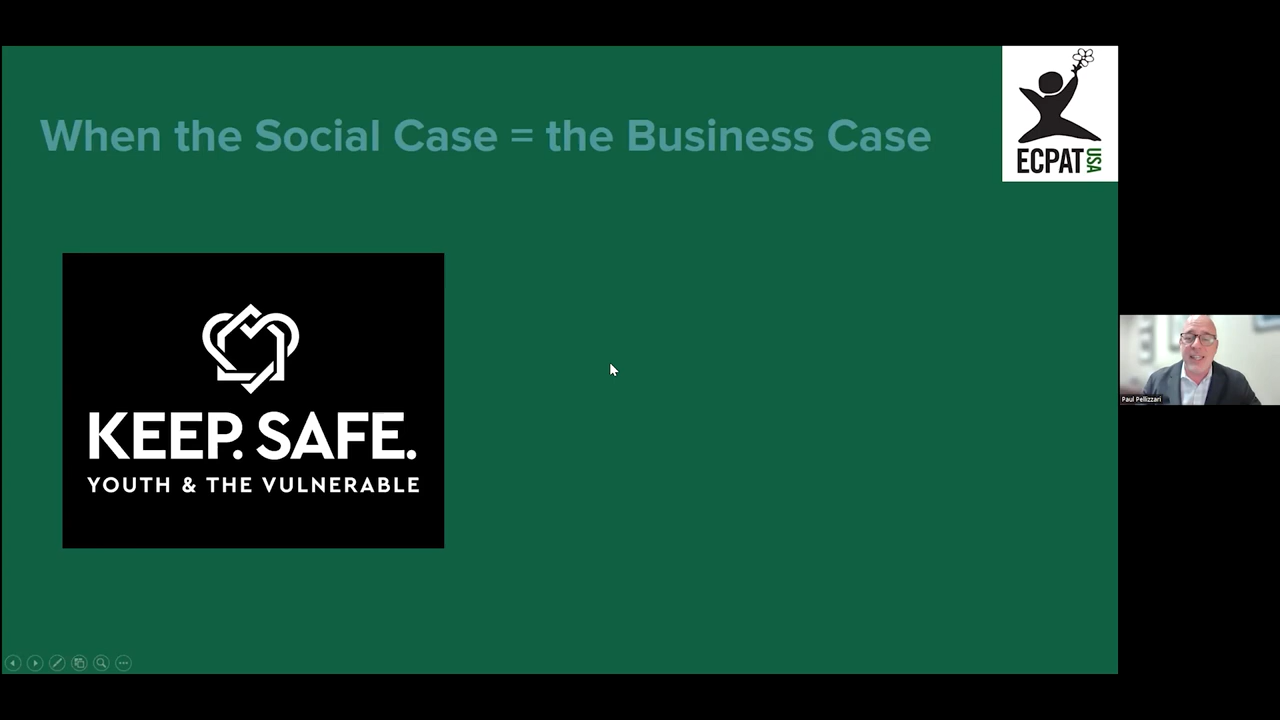 When the Social Case = the Business Case
ECPAT USA
KEEP. SAFE.
YOUTH & THE VULNERABLE
Paul Pellizzari